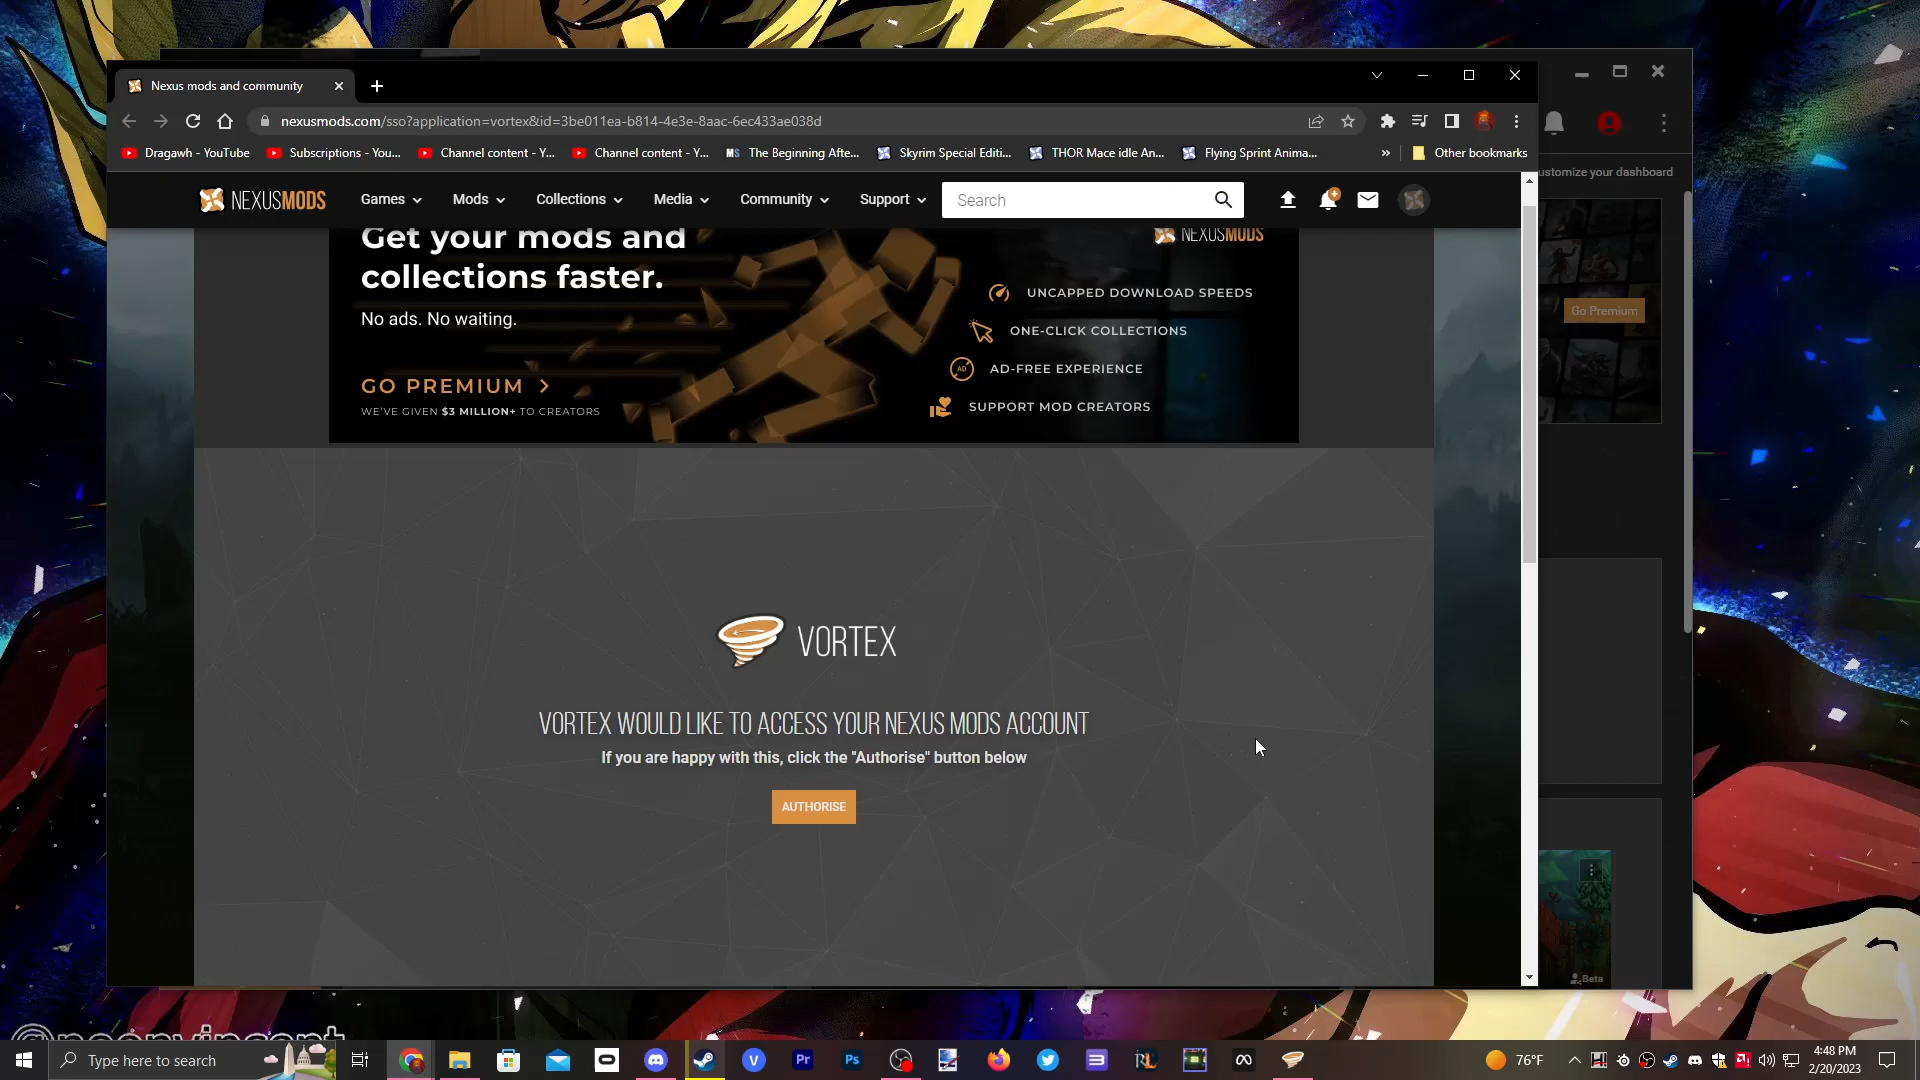 Nexus mods and community
nexusmods.com/sso?application=vortex&id=3be011ea-b814-4e3e-8aac-6ec433ae038d
Dragawh - YouTube
Subscriptions - You...
Channel content - Y...
Channel content - Y...
MS The Beginning Afte...
Skyrim Special Editi...
THOR Mace idle An...
Flying Sprint Anima...
» Other bookmarks
ustomize your dashboard
NEXUSMODS
Games
Mods
Collections
Media
Community
Support
Search
Get your mods and
collections faster.
No ads. No waiting.
GO PREMIUM >
WE'VE GIVEN $3 MILLION+ TO CREATORS
NEXUSMODS
UNCAPPED DOWNLOAD SPEEDS
ONE-CLICK COLLECTIONS
AD AD-FREE EXPERIENCE
SUPPORT MOD CREATORS
Go Premium
VORTEX
VORTEX WOULD LIKE TO ACCESS YOUR NEXUS MODS ACCOUNT
If you are happy with this, click the "Authorise" button below
AUTHORISE
Beta
Type here to search
V
Pr
Ps
RL
76°F
4:48 PM
2/20/2023